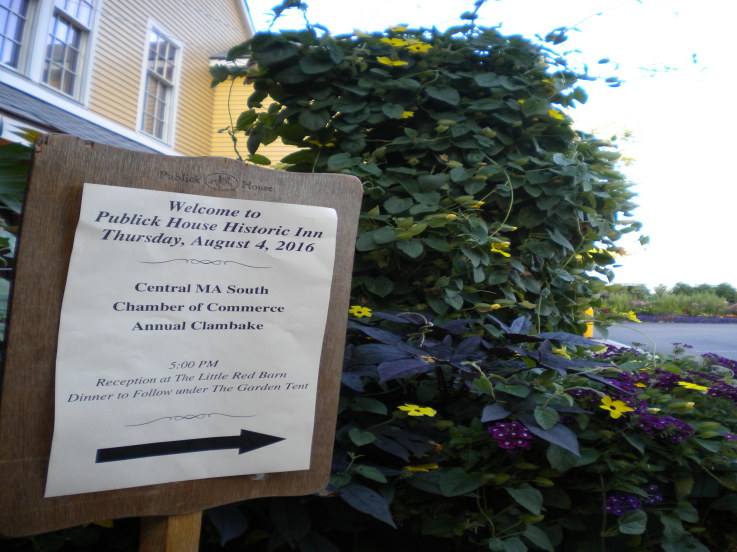 Publick House
Welcome to
Publick House Historic Inn
Thursday, August 4, 2016
Central MA South
Chamber of Commerce
Annual Clambake
5:00 PM
Reception at The Little Red Barn
Dinner to Follow under The Garden Tent